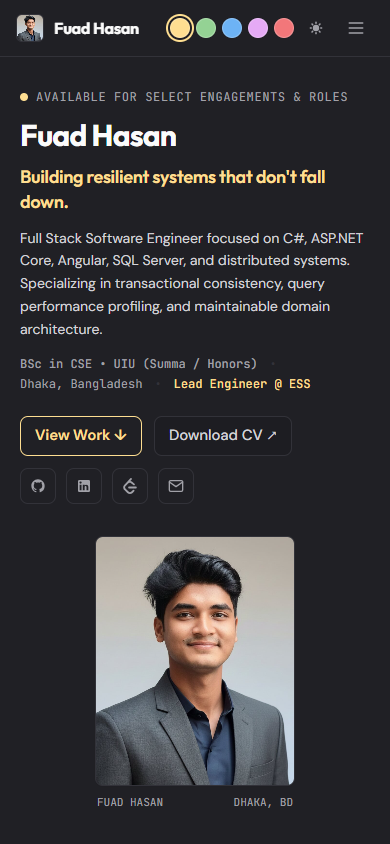 Fuad Hasan
AVAILABLE FOR SELECT ENGAGEMENTS & ROLES
Fuad Hasan
Building resilient systems that don't fall
down.
Full Stack Software Engineer focused on C#, ASP.NET
Core, Angular, SQL Server, and distributed systems.
Specializing in transactional consistency, query
performance profiling, and maintainable domain
architecture.
BSc in CSE • UIU (Summa / Honors) ·
Dhaka, Bangladesh · Lead Engineer @ ESS
View Work ↓ Download CV ↗
FUAD HASAN DHAKA, BD